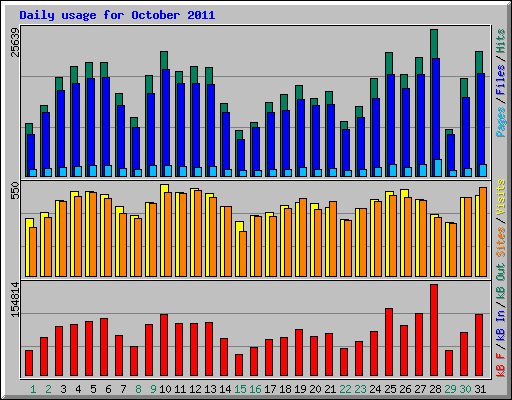 Daily usage for October 2011
25639
Pages / Files / Hits
550
Sites / Visits
154814
kB F / kB In / kB Out
1 2 3 4 5 6 7 8 9 10 11 12 13 14 15 16 17 18 19 20 21 22 23 24 25 26 27 28 29 30 31